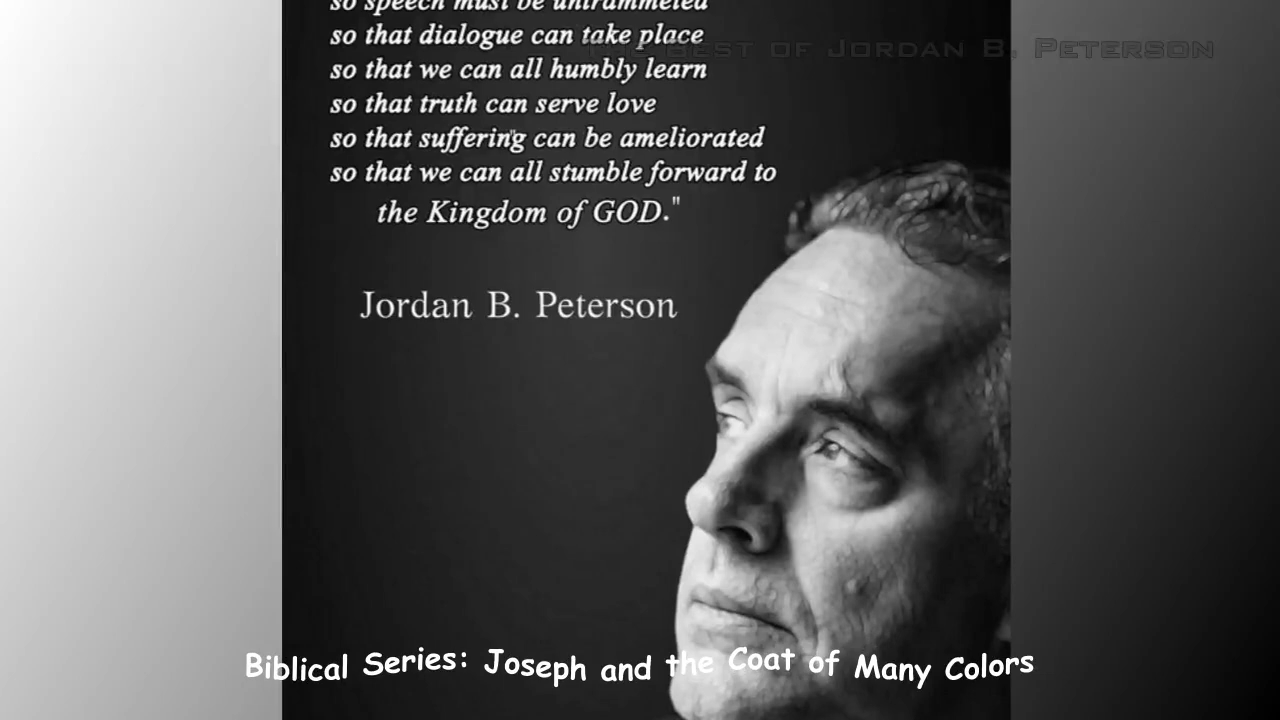 so speech must be untrammeled
so that dialogue can take place
THE BEST OF JORDAN B. PETERSON
so that we can all humbly learn
so that truth can serve love
so that suffering can be ameliorated
so that we can all stumble forward to
the Kingdom of GOD."
Jordan B. Peterson
Biblical Series: Joseph and the Coat of Many Colors